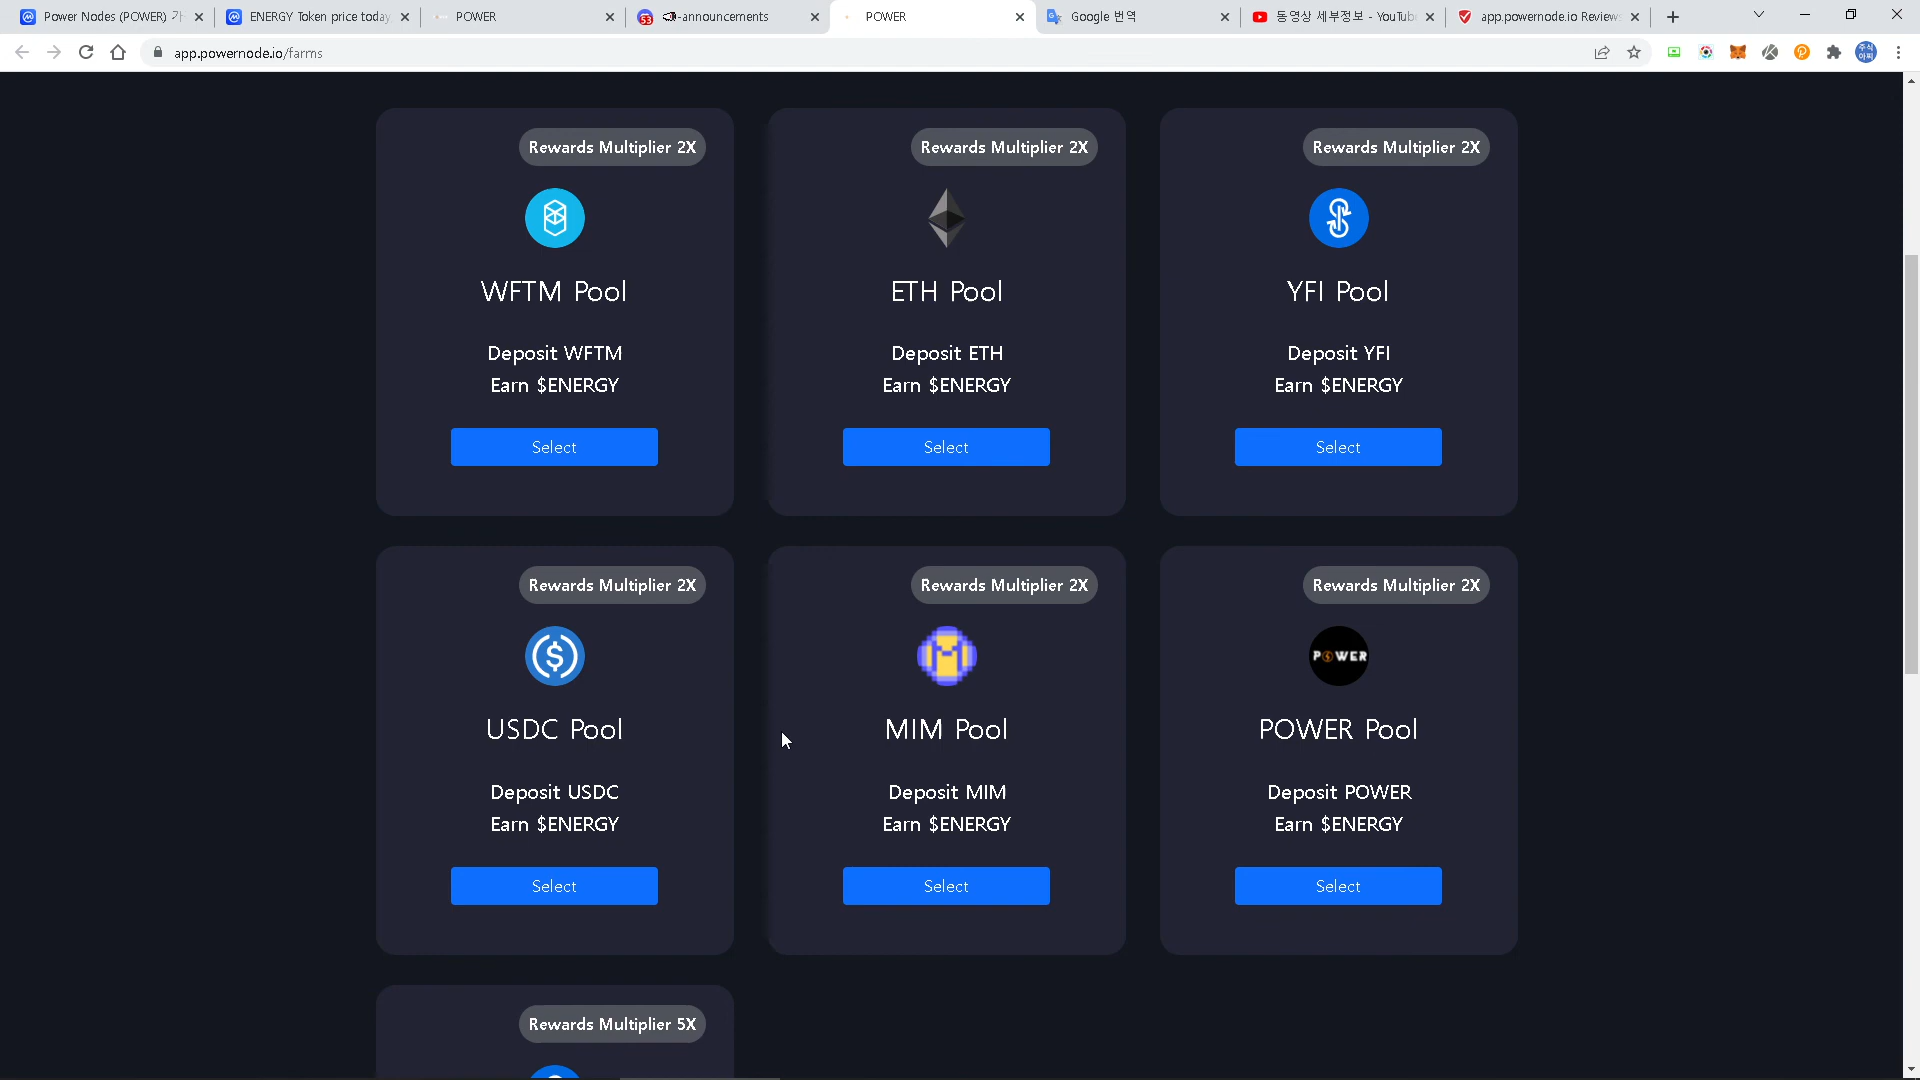 Power Nodes (POWER)
ENERGY Token price today,
POWER
-announcements
POWER
Google 번역
동영상 세부정보 - YouTube
app.powernode.io Reviews
app.powernode.io/farms
주식
Rewards Multiplier 2X
Rewards Multiplier 2X
Rewards Multiplier 2X
WFTM Pool
ETH Pool
YFI Pool
Deposit WFTM
Deposit ETH
Deposit YFI
Earn $ENERGY
Earn $ENERGY
Earn $ENERGY
Select
Select
Select
Rewards Multiplier 2X
Rewards Multiplier 2X
Rewards Multiplier 2X
POWER
USDC Pool
MIM Pool
POWER Pool
Deposit USDC
Deposit MIM
Deposit POWER
Earn $ENERGY
Earn $ENERGY
Earn $ENERGY
Select
Select
Select
Rewards Multiplier 5X